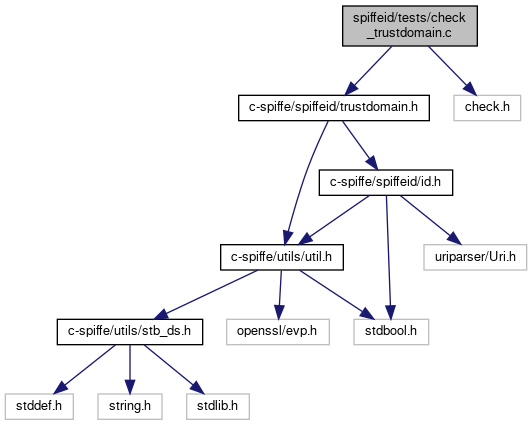 spiffeid/tests/check
_trustdomain.c
c-spiffe/spiffeid/trustdomain.h
check.h
c-spiffe/spiffeid/id.h
c-spiffe/utils/util.h
uriparser/Uri.h
c-spiffe/utils/stb_ds.h
openssl/evp.h
stdbool.h
stddef.h
string.h
stdlib.h